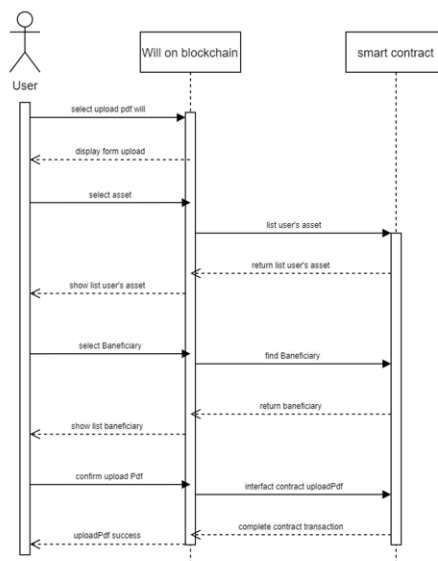 Will on blockchain
smart contract
User
select upload pdf will
display form upload
select asset
list user's asset
return list user's asset
show list user's asset
select Baneficiary
find Baneficiary
return baneficiary
show list baneficiary
confirm upload Pdf
interfact contract uploadPdf
complete contract transaction
uploadPdf success